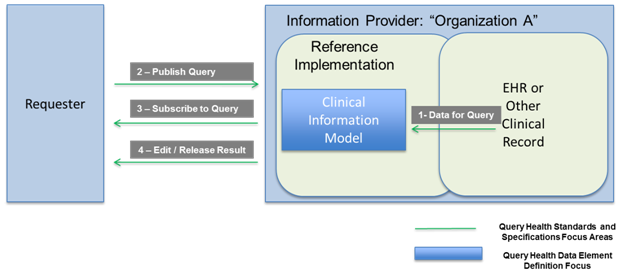 Information Provider: “Organization A”
Reference
Implementation
2 – Publish Query
Requester
3 – Subscribe to Query
4 – Edit / Release Result
Clinical
Information
Model
1- Data for Query
EHR or
Other
Clinical
Record
Query Health Standards and
Specifications Focus Areas
Query Health Data Element
Definition Focus